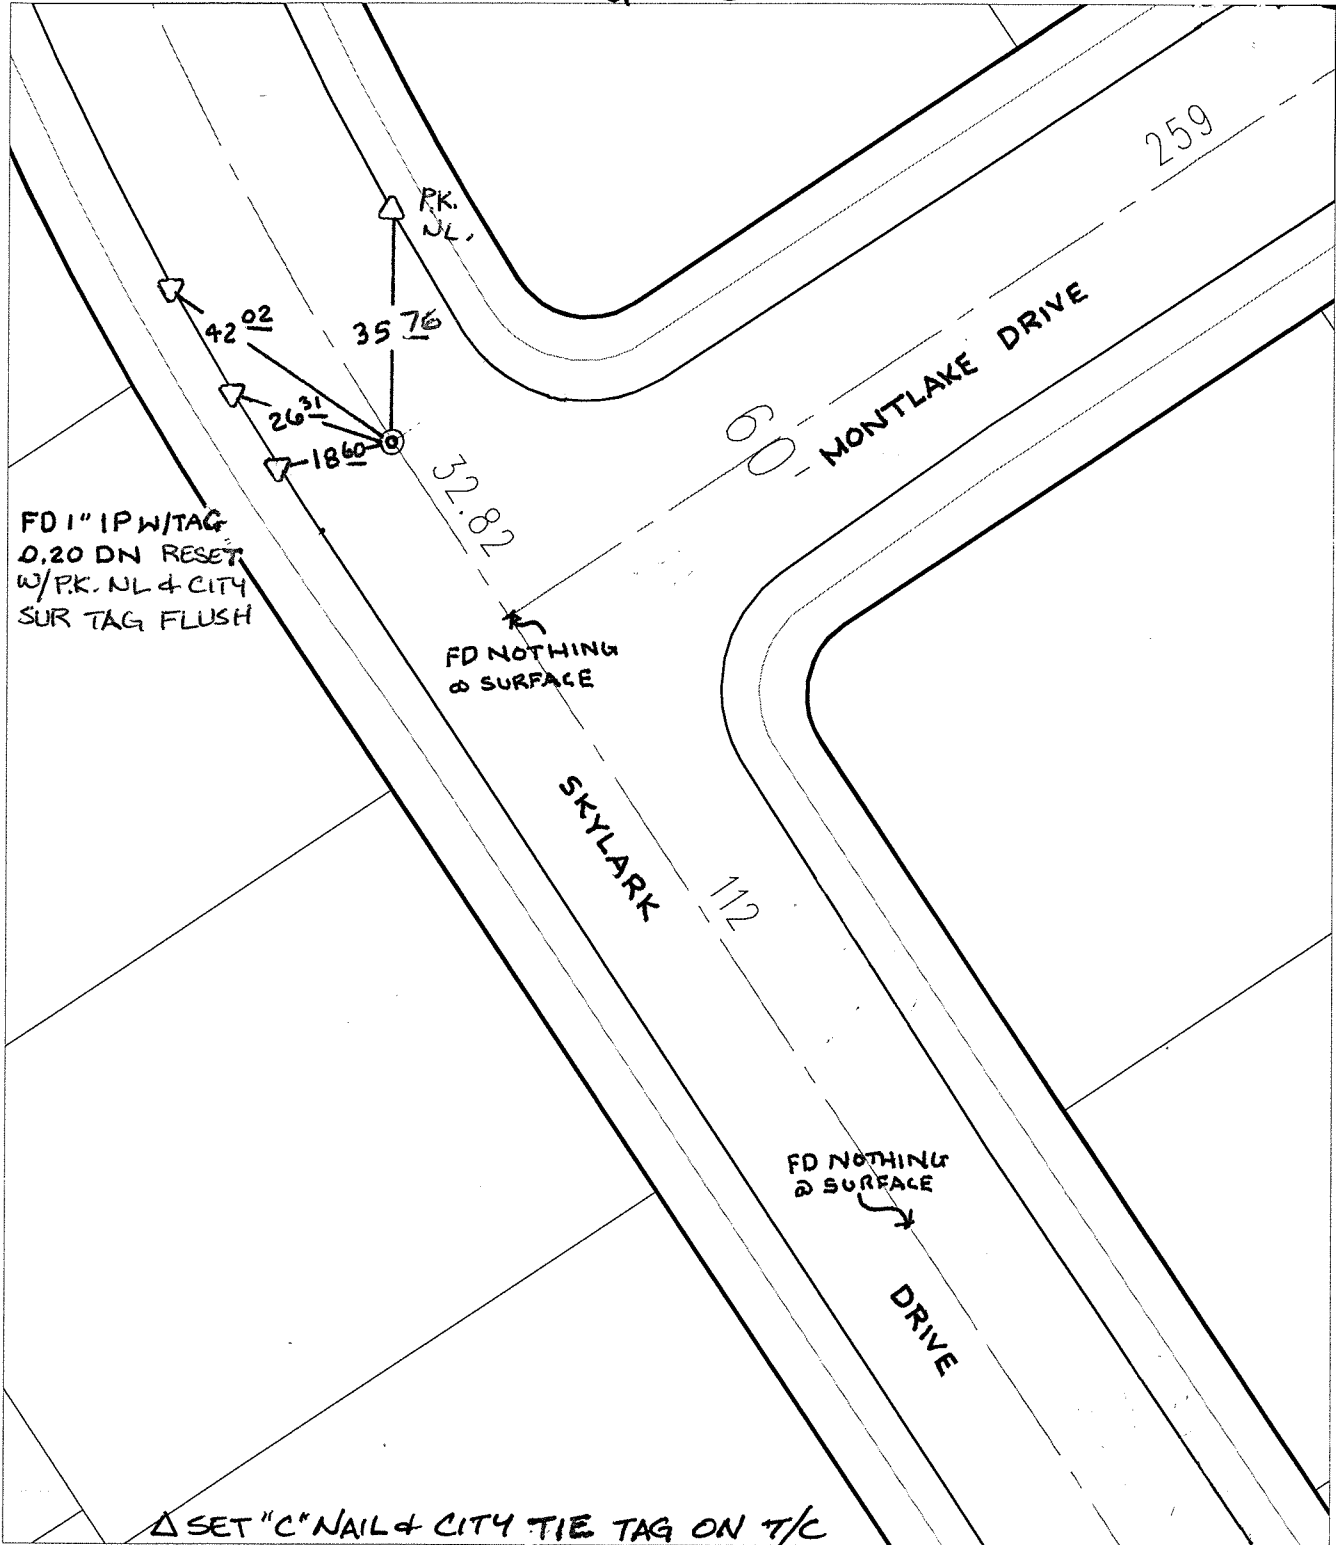 259
P.K.
NL.
42 02
35 76
26 31
18 60
MONTLAKE DRIVE
60
32.82
FD 1" IP W/TAG
0.20 DN RESET
W/P.K. NL & CITY
SUR TAG FLUSH
FD NOTHING
@ SURFACE
SKYLARK
112
FD NOTHING
@ SURFACE
DRIVE
△ SET "C" NAIL & CITY TIE TAG ON T/C